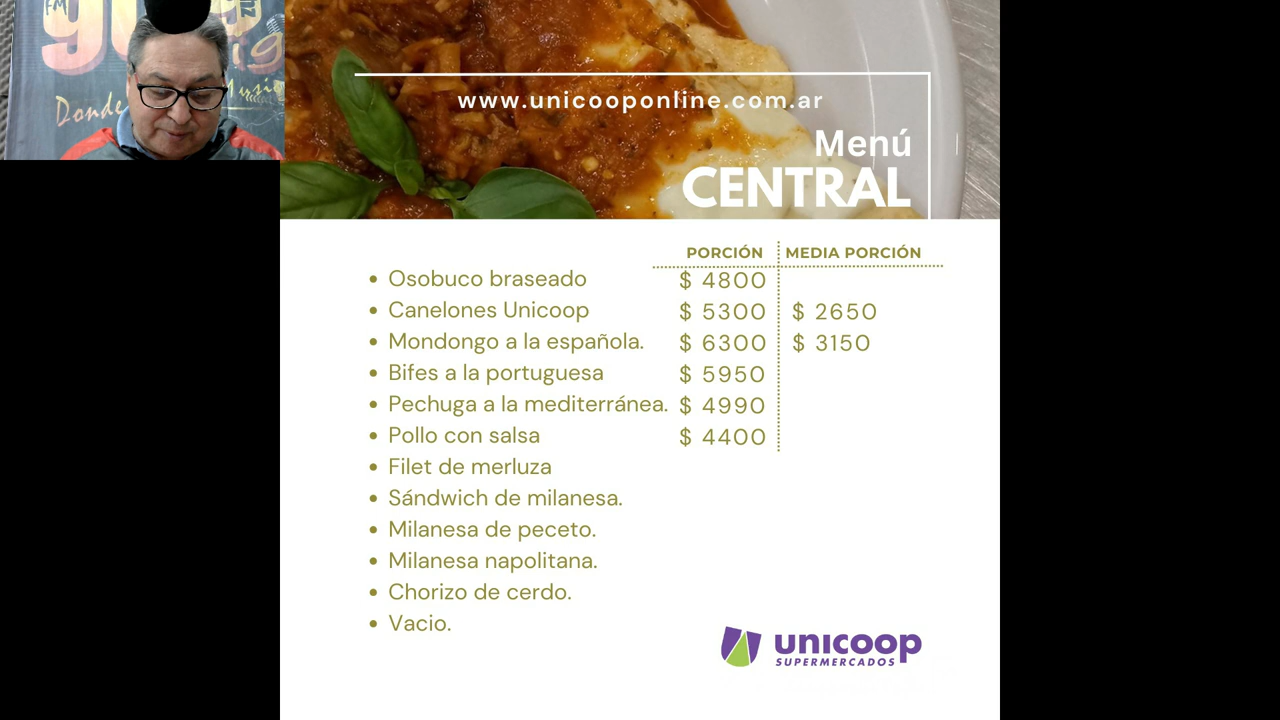 FM
Donde
www.unicooponline.com.ar
Menú
CENTRAL
PORCIÓN MEDIA PORCIÓN
• Osobuco braseado $ 4800
• Canelones Unicoop $ 5300 $ 2650
• Mondongo a la española. $ 6300 $ 3150
• Bifes a la portuguesa $ 5950
• Pechuga a la mediterránea. $ 4990
• Pollo con salsa $ 4400
• Filet de merluza
• Sándwich de milanesa.
• Milanesa de peceto.
• Milanesa napolitana.
• Chorizo de cerdo.
• Vacio.
unicoop
SUPERMERCADOS